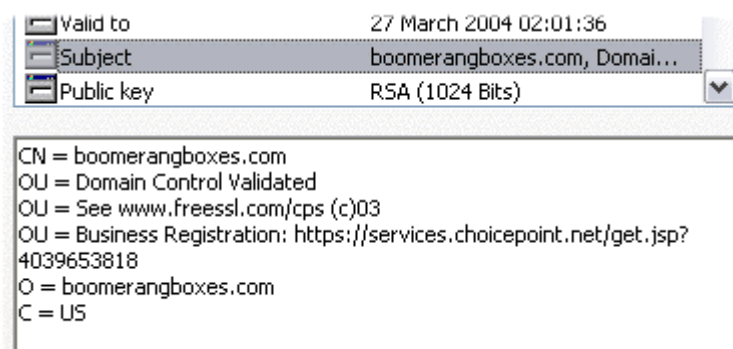 Valid to 27 March 2004 02:01:36
Subject boomerangboxes.com, Domai...
Public key RSA (1024 Bits)
CN = boomerangboxes.com
OU = Domain Control Validated
OU = See www.freessl.com/cps (c)03
OU = Business Registration: https://services.choicepoint.net/get.jsp?
4039653818
O = boomerangboxes.com
C = US